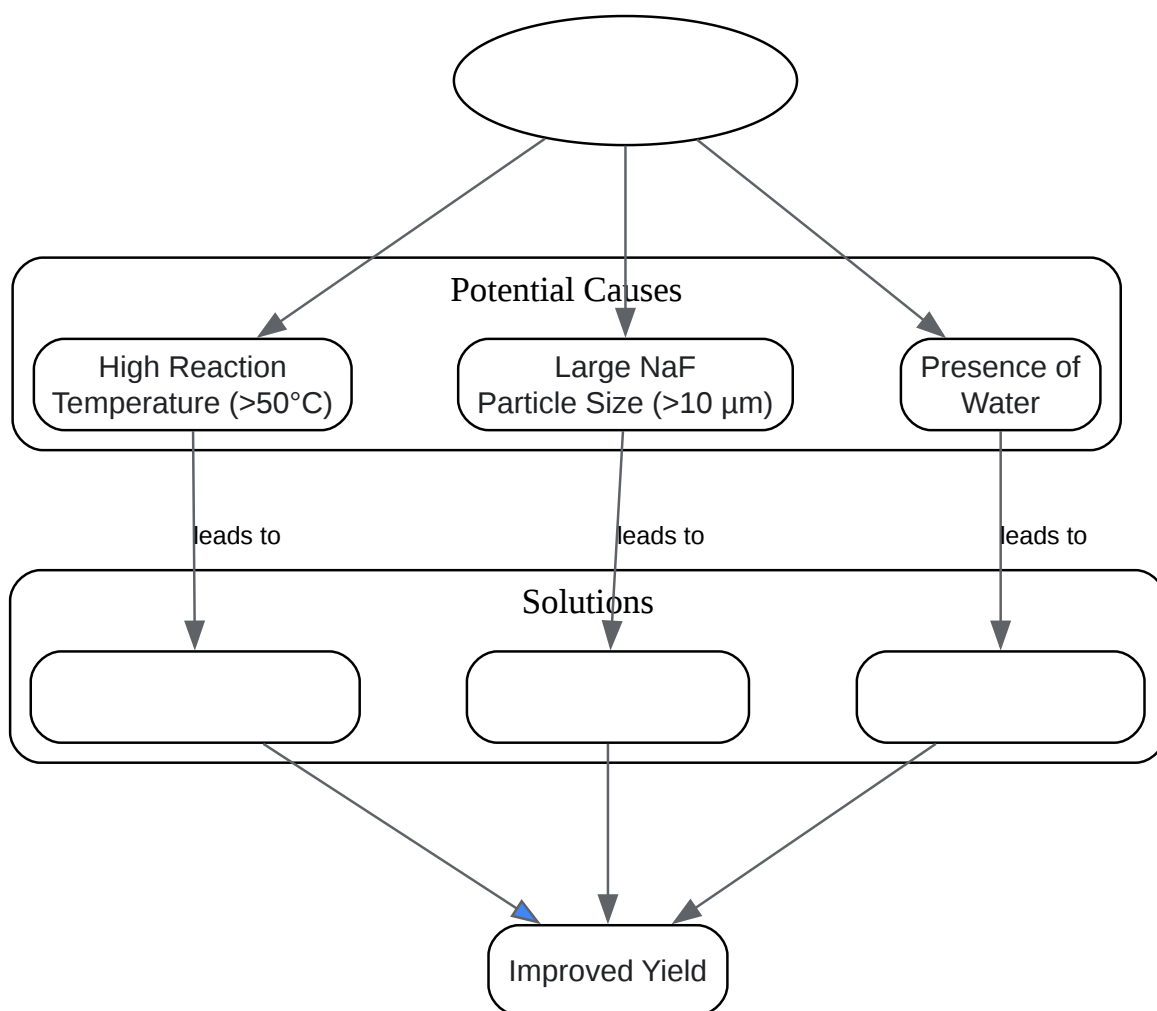 Potential Causes
High Reaction
Temperature (>50°C)
Large NaF
Particle Size (>10 µm)
Presence of
Water
leads to
leads to
leads to
Solutions
Improved Yield